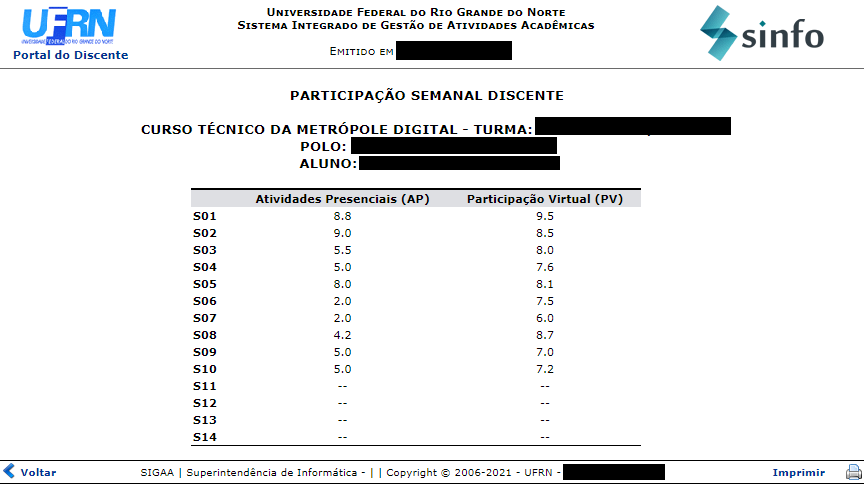 UFRN
UNIVERSIDADE FEDERAL DO RIO GRANDE DO NORTE
Portal do Discente
UNIVERSIDADE FEDERAL DO RIO GRANDE DO NORTE
SISTEMA INTEGRADO DE GESTÃO DE ATIVIDADES ACADÊMICAS
EMITIDO EM
sinfo
PARTICIPAÇÃO SEMANAL DISCENTE
CURSO TÉCNICO DA METRÓPOLE DIGITAL - TURMA:
POLO:
ALUNO:
Atividades Presenciais (AP) Participação Virtual (PV)
S01 8.8 9.5
S02 9.0 8.5
S03 5.5 8.0
S04 5.0 7.6
S05 8.0 8.1
S06 2.0 7.5
S07 2.0 6.0
S08 4.2 8.7
S09 5.0 7.0
S10 5.0 7.2
S11 -- --
S12 -- --
S13 -- --
S14 -- --
Voltar SIGAA | Superintendência de Informática - | | Copyright © 2006-2021 - UFRN - Imprimir